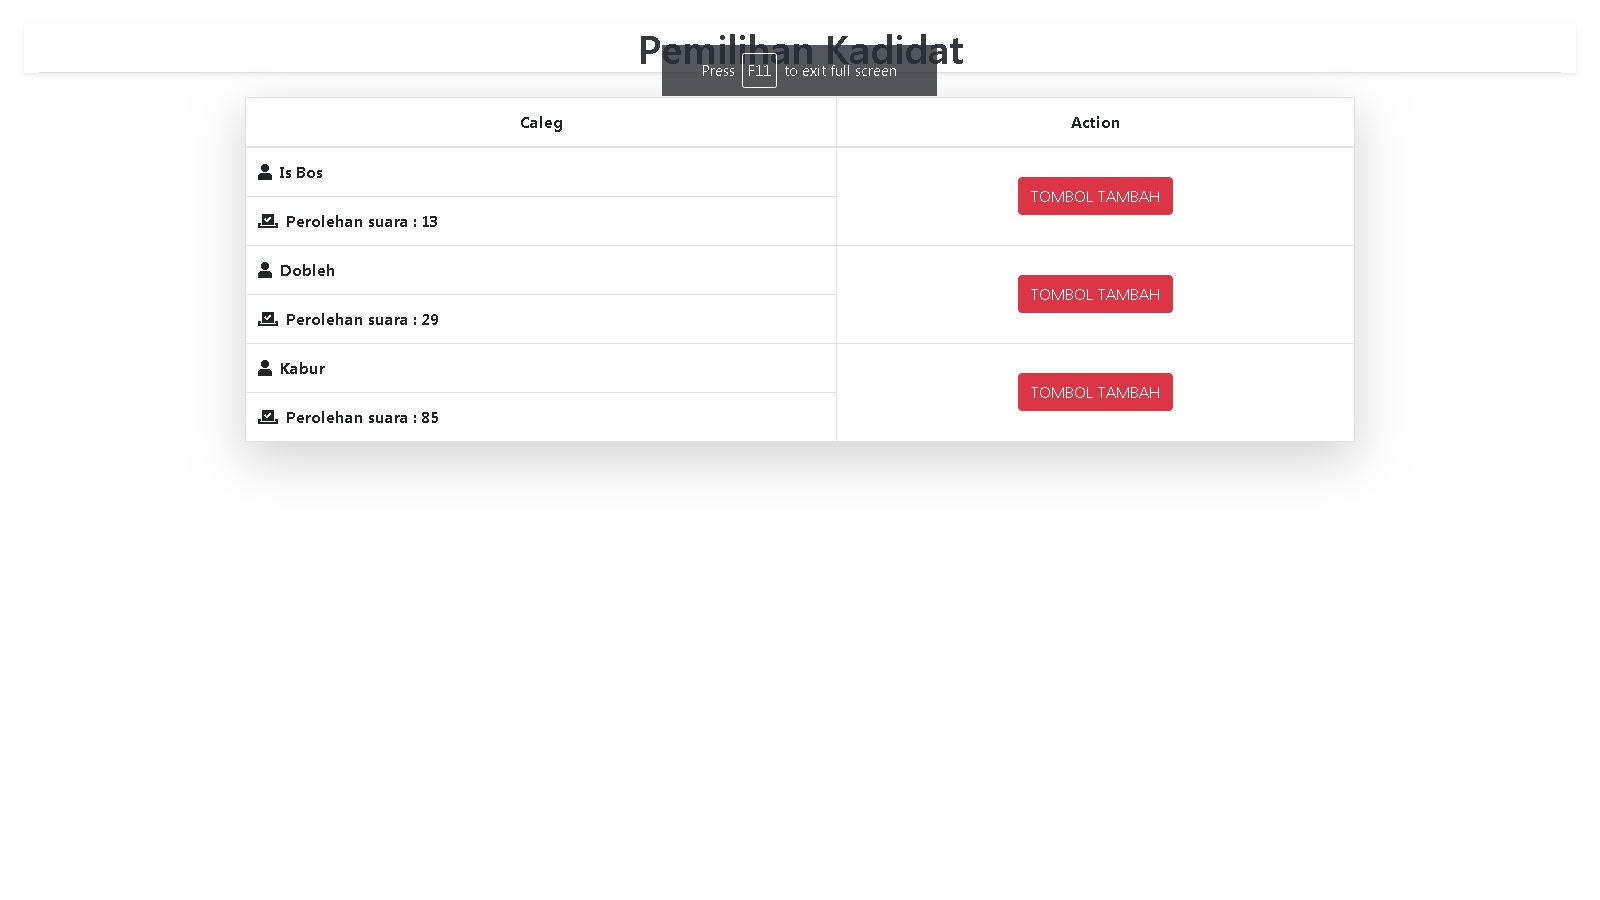 Pemilihan Kadidat
Press F11 to exit full screen
Caleg Action
Is Bos
TOMBOL TAMBAH
Perolehan suara : 13
Dobleh
TOMBOL TAMBAH
Perolehan suara : 29
Kabur
TOMBOL TAMBAH
Perolehan suara : 85